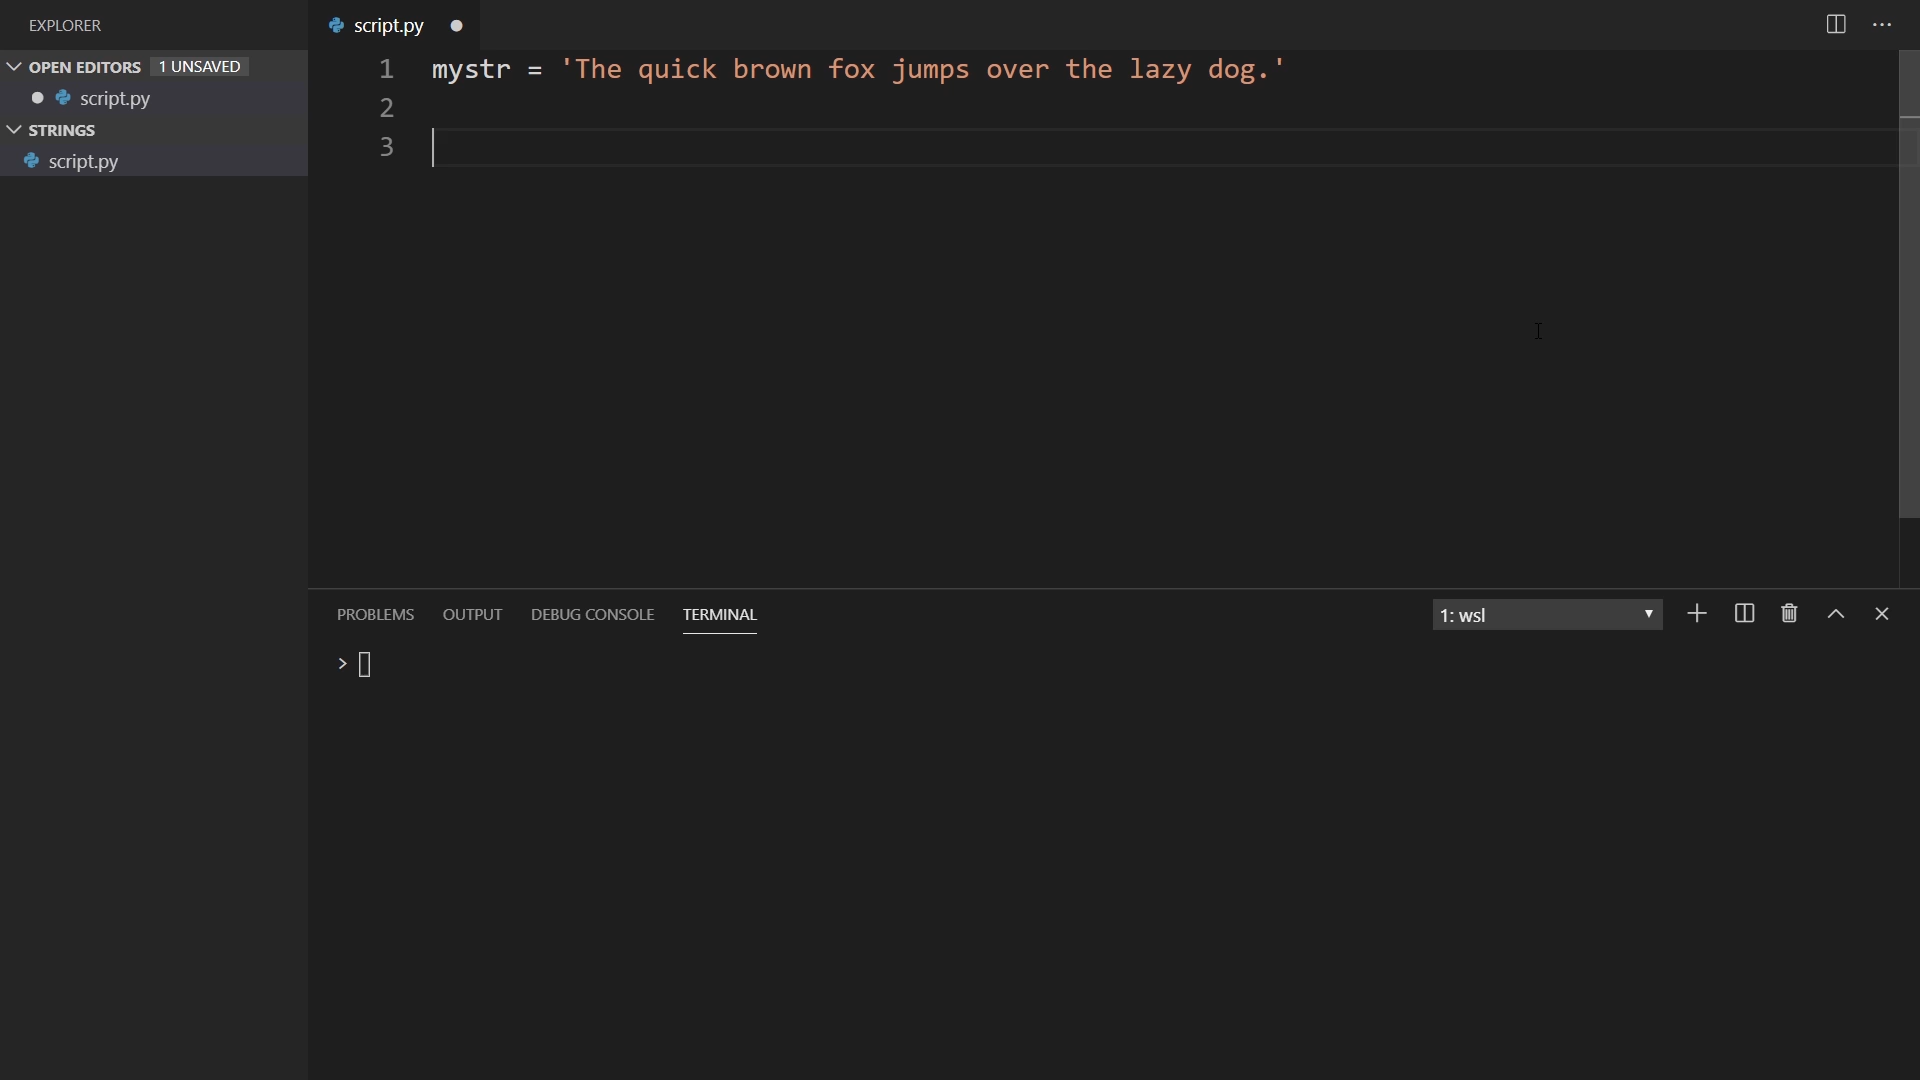 EXPLORER
OPEN EDITORS 1 UNSAVED
script.py
STRINGS
script.py
script.py
1 mystr = 'The quick brown fox jumps over the lazy dog.'
2
3
PROBLEMS OUTPUT DEBUG CONSOLE TERMINAL
1: wsl
>